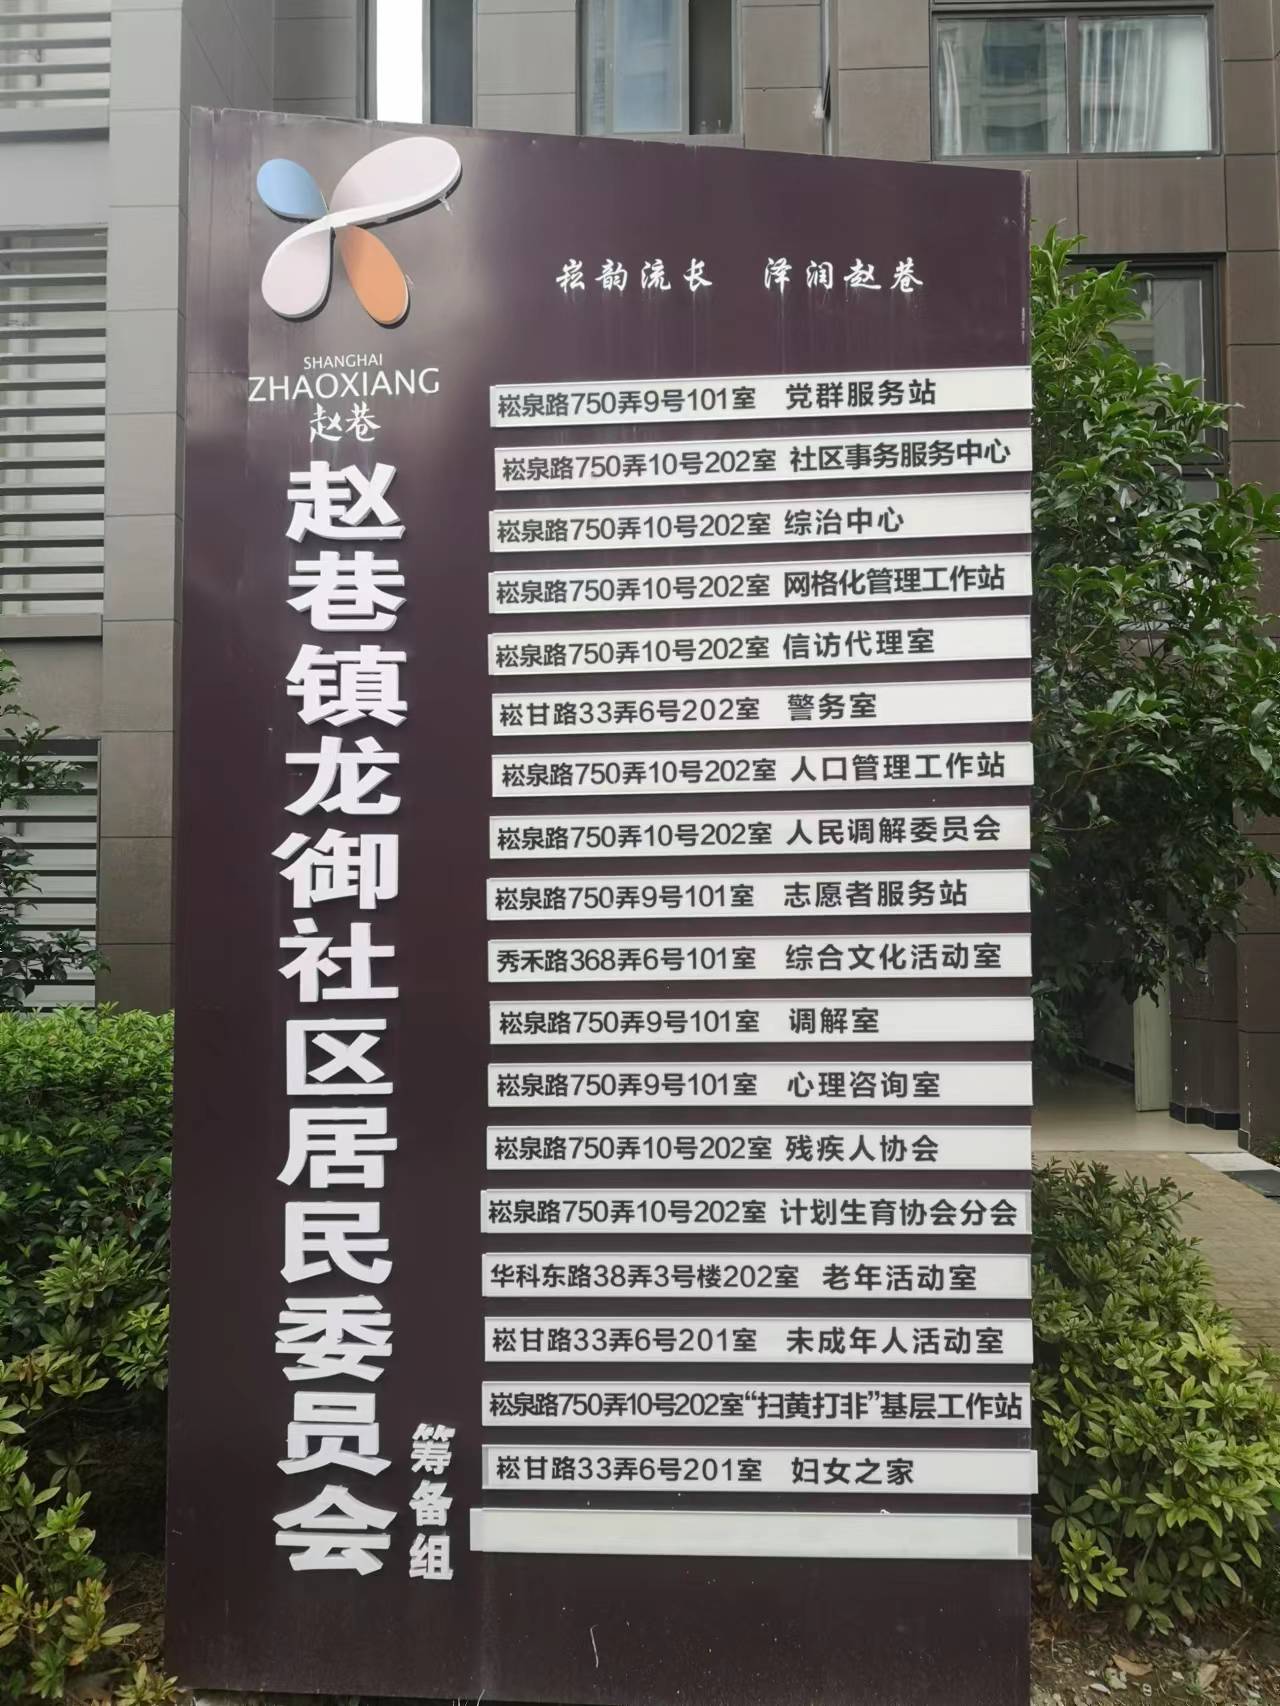 崧韵流长 泽润赵巷
SHANGHAI
ZHAOXIANG
赵巷
赵巷镇龙御社区居民委员会
筹备组
崧泉路750弄9号101室 党群服务站
崧泉路750弄10号202室 社区事务服务中心
崧泉路750弄10号202室 综治中心
崧泉路750弄10号202室 网格化管理工作站
崧泉路750弄10号202室 信访代理室
崧甘路33弄6号202室 警务室
崧泉路750弄10号202室 人口管理工作站
崧泉路750弄10号202室 人民调解委员会
崧泉路750弄9号101室 志愿者服务站
秀禾路368弄6号101室 综合文化活动室
崧泉路750弄9号101室 调解室
崧泉路750弄9号101室 心理咨询室
崧泉路750弄10号202室 残疾人协会
崧泉路750弄10号202室 计划生育协会分会
华科东路38弄3号楼202室 老年活动室
崧甘路33弄6号201室 未成年人活动室
崧泉路750弄10号202室“扫黄打非”基层工作站
崧甘路33弄6号201室 妇女之家